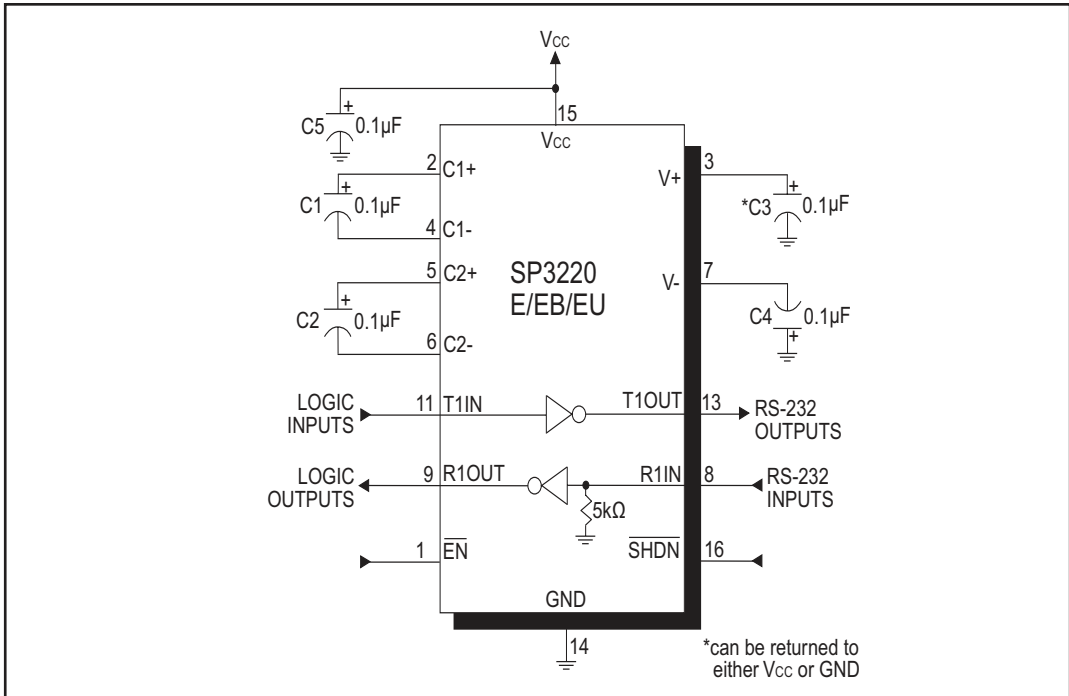 VCC
+
C5 0.1µF
15
VCC
2 C1+
+
C1 0.1µF
4 C1-
5 C2+
+
C2 0.1µF
6 C2-
V+ 3
+
*C3 0.1µF
V- 7
C4 0.1µF
+
SP3220
E/EB/EU
LOGIC
INPUTS
11 T1IN
T1OUT 13
RS-232
OUTPUTS
LOGIC
OUTPUTS
9 R1OUT
R1IN 8
RS-232
INPUTS
5kΩ
1 EN
SHDN 16
GND
14
*can be returned to
either VCC or GND